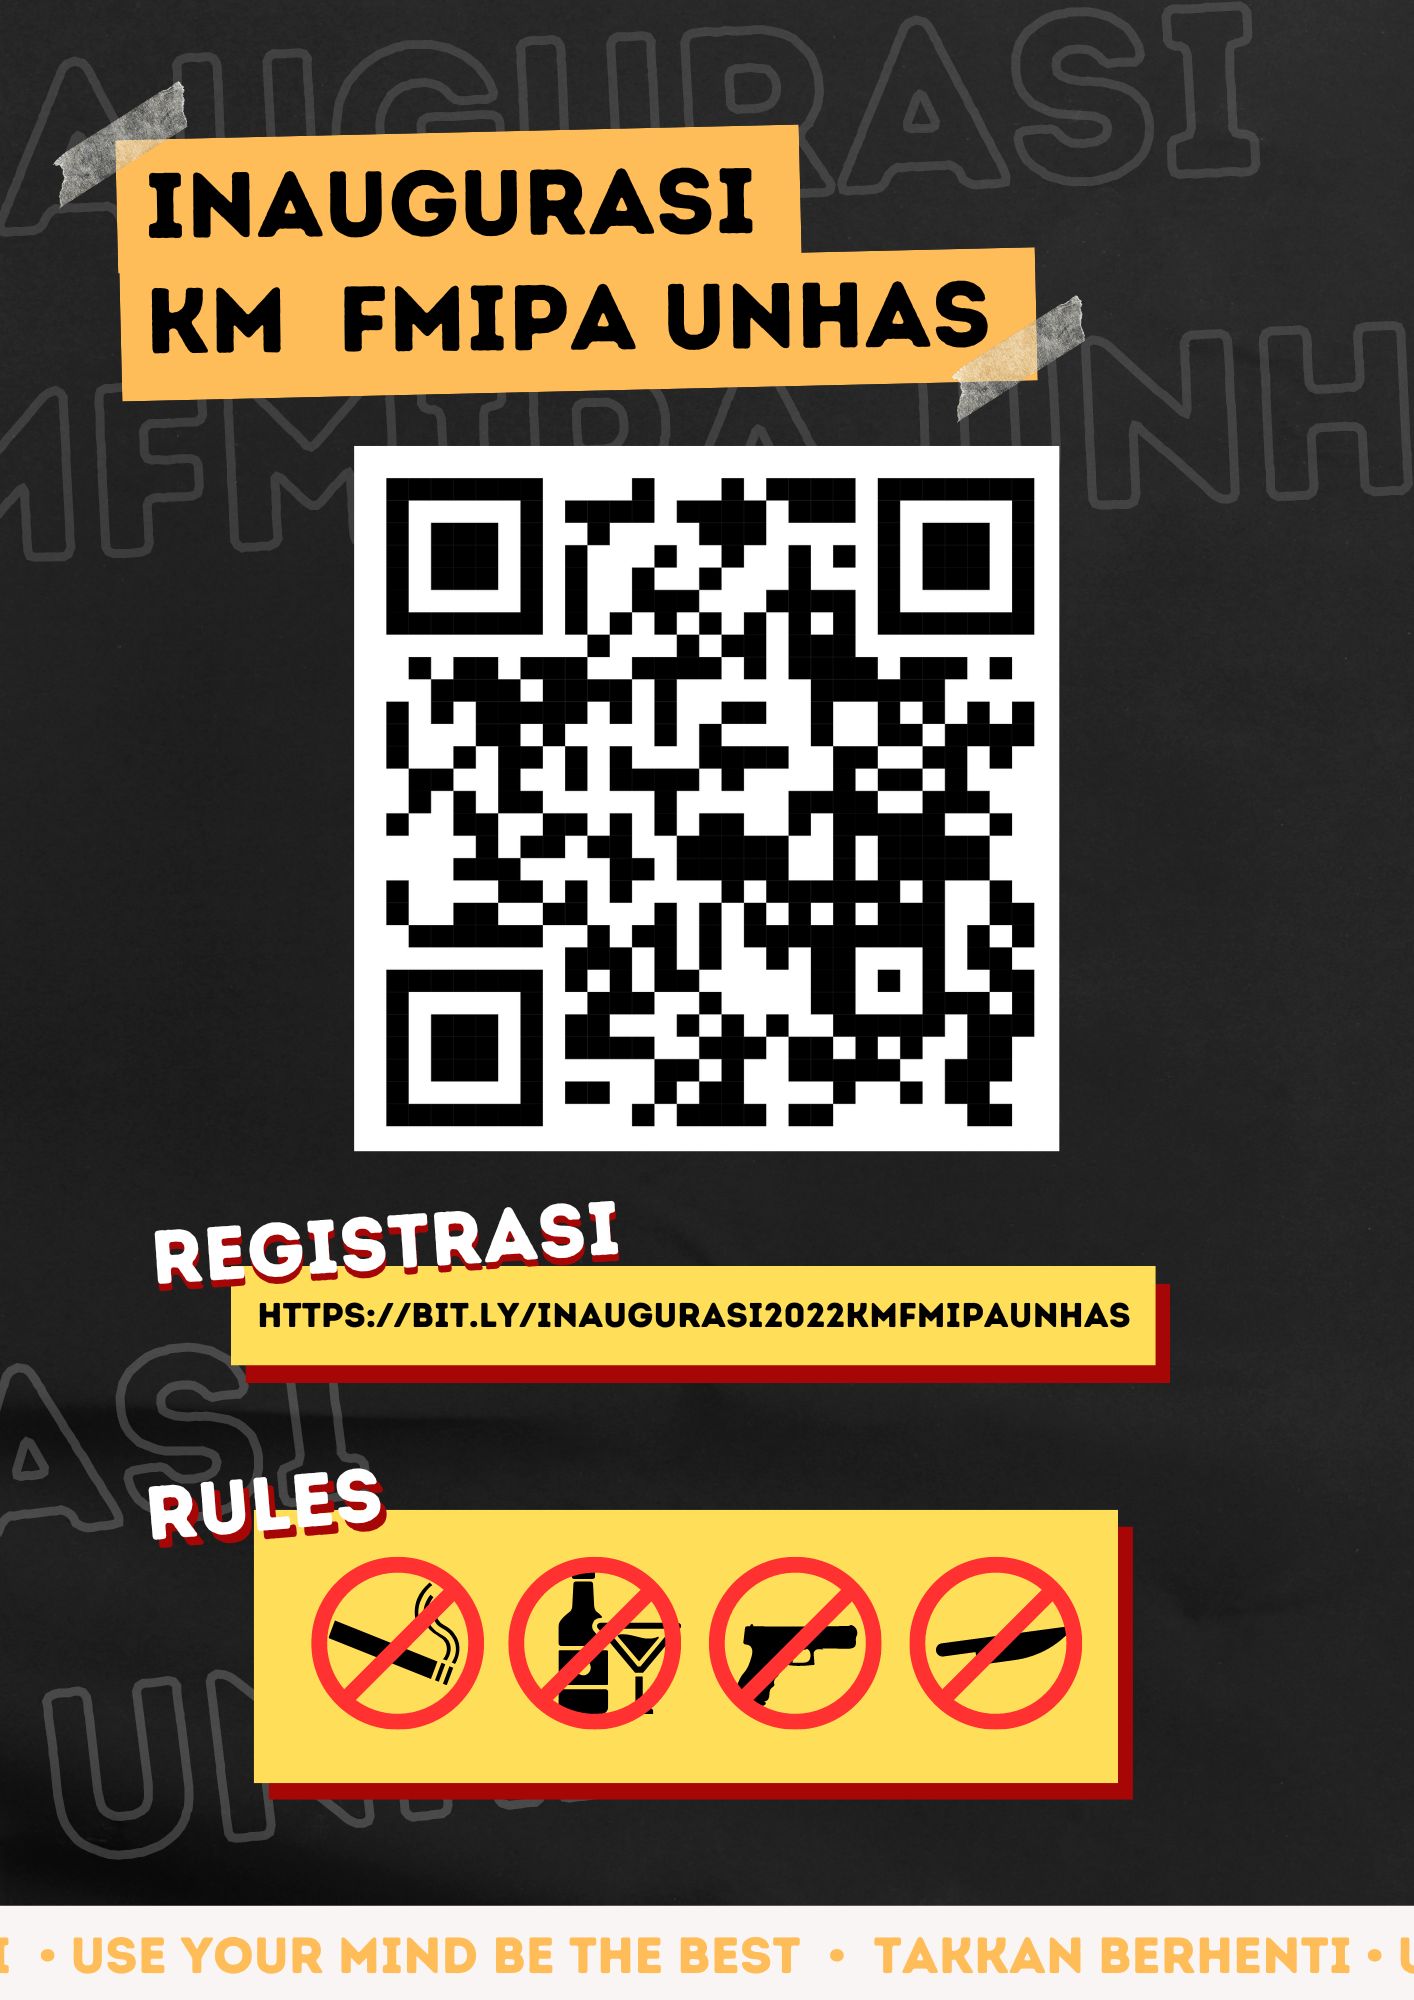 INAUGURASI
KM FMIPA UNHAS
REGISTRASI
HTTPS://BIT.LY/INAUGURASI2022KMFMIPAUNHAS
RULES
• USE YOUR MIND BE THE BEST • TAKKAN BERHENTI •